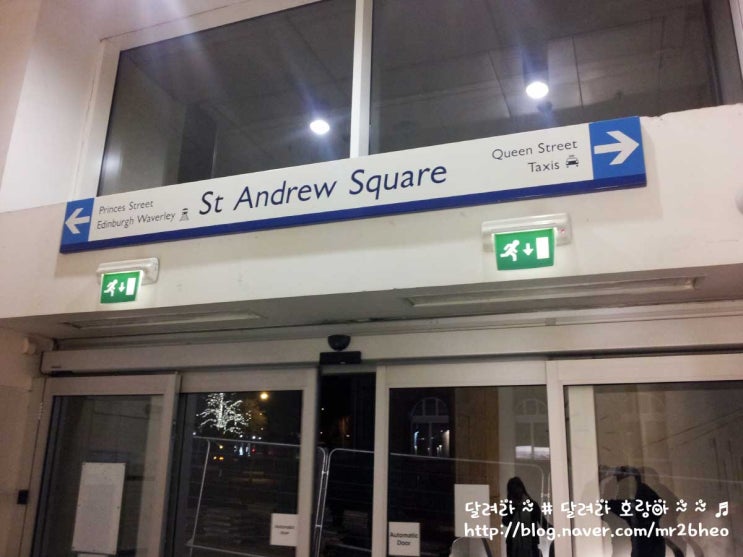 Princes Street
Edinburgh Waverley
St Andrew Square
Queen Street
Taxis
Automatic
Door
Automatic
Door
달려라 ~ # 달려라 호랑아 ~ ~ ♬
http://blog.naver.com/mr2bheo